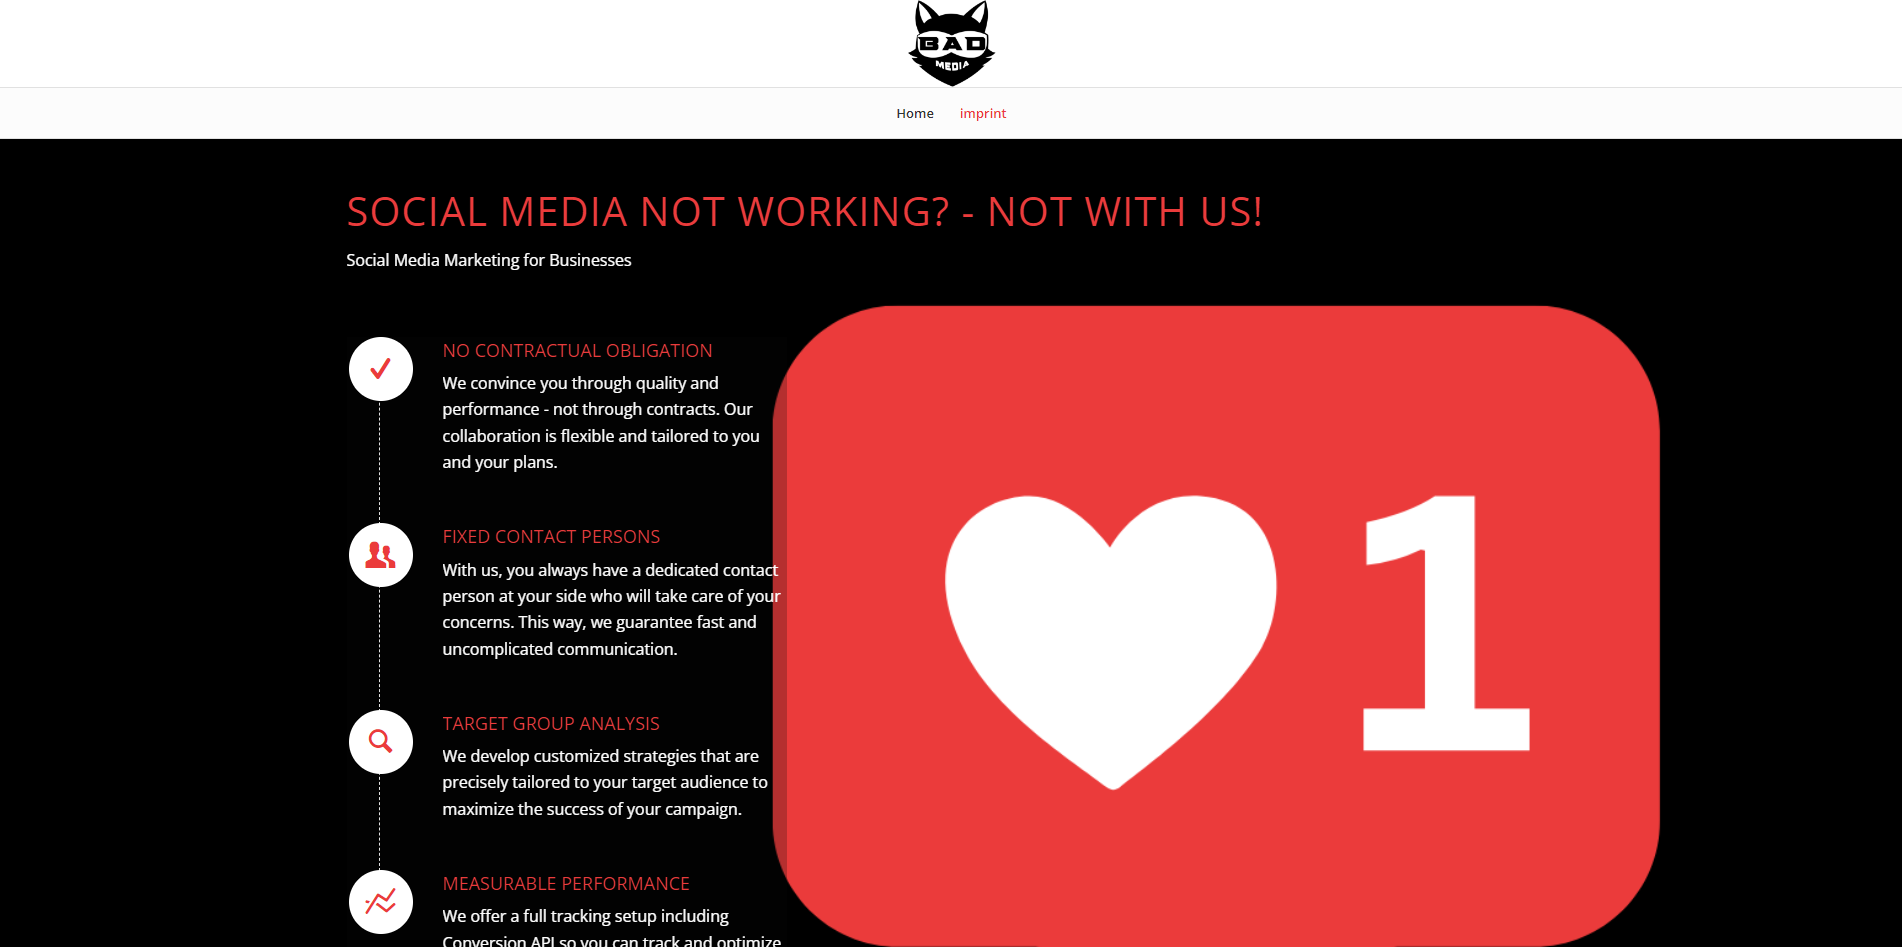 BAD
MEDIA
Home imprint
SOCIAL MEDIA NOT WORKING? - NOT WITH US!
Social Media Marketing for Businesses
NO CONTRACTUAL OBLIGATION
We convince you through quality and
performance - not through contracts. Our
collaboration is flexible and tailored to you
and your plans.
FIXED CONTACT PERSONS
With us, you always have a dedicated contact
person at your side who will take care of your
concerns. This way, we guarantee fast and
uncomplicated communication.
TARGET GROUP ANALYSIS
We develop customized strategies that are
precisely tailored to your target audience to
maximize the success of your campaign.
MEASURABLE PERFORMANCE
We offer a full tracking setup including
Conversion API so you can track and optimize
1